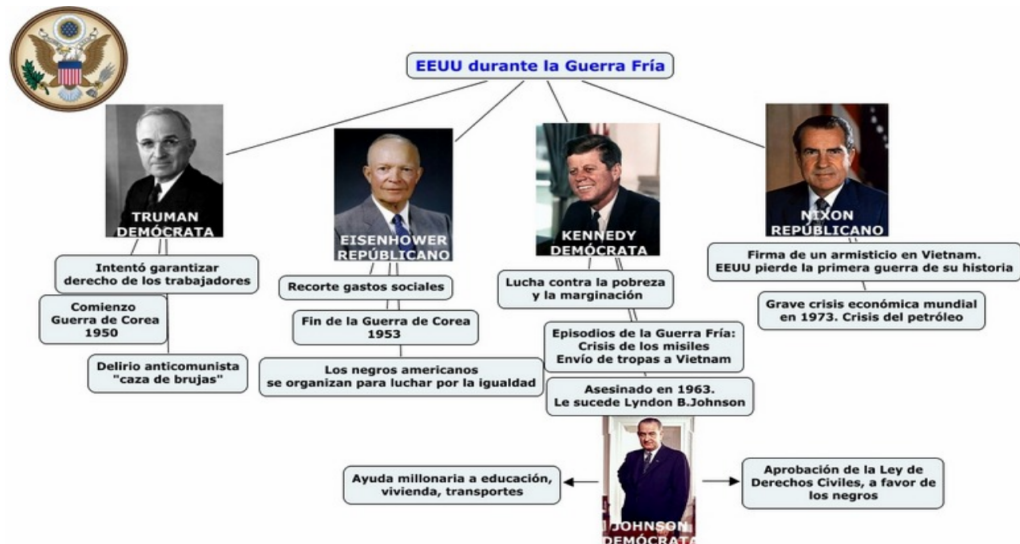 EEUU durante la Guerra Fría
TRUMAN
DEMÓCRATA
Intentó garantizar
derecho de los trabajadores
Comienzo
Guerra de Corea
1950
Delirio anticomunista
"caza de brujas"
EISENHOWER
REPÚBLICANO
Recorte gastos sociales
Fin de la Guerra de Corea
1953
Los negros americanos
se organizan para luchar por la igualdad
KENNEDY
DEMÓCRATA
Lucha contra la pobreza
y la marginación
Episodios de la Guerra Fría:
Crisis de los misiles
Envío de tropas a Vietnam
Asesinado en 1963.
Le sucede Lyndon B.Johnson
NIXON
REPÚBLICANO
Firma de un armisticio en Vietnam.
EEUU pierde la primera guerra de su historia
Grave crisis económica mundial
en 1973. Crisis del petróleo
JOHNSON
DEMÓCRATA
Ayuda millonaria a educación,
vivienda, transportes
Aprobación de la Ley de
Derechos Civiles, a favor de
los negros